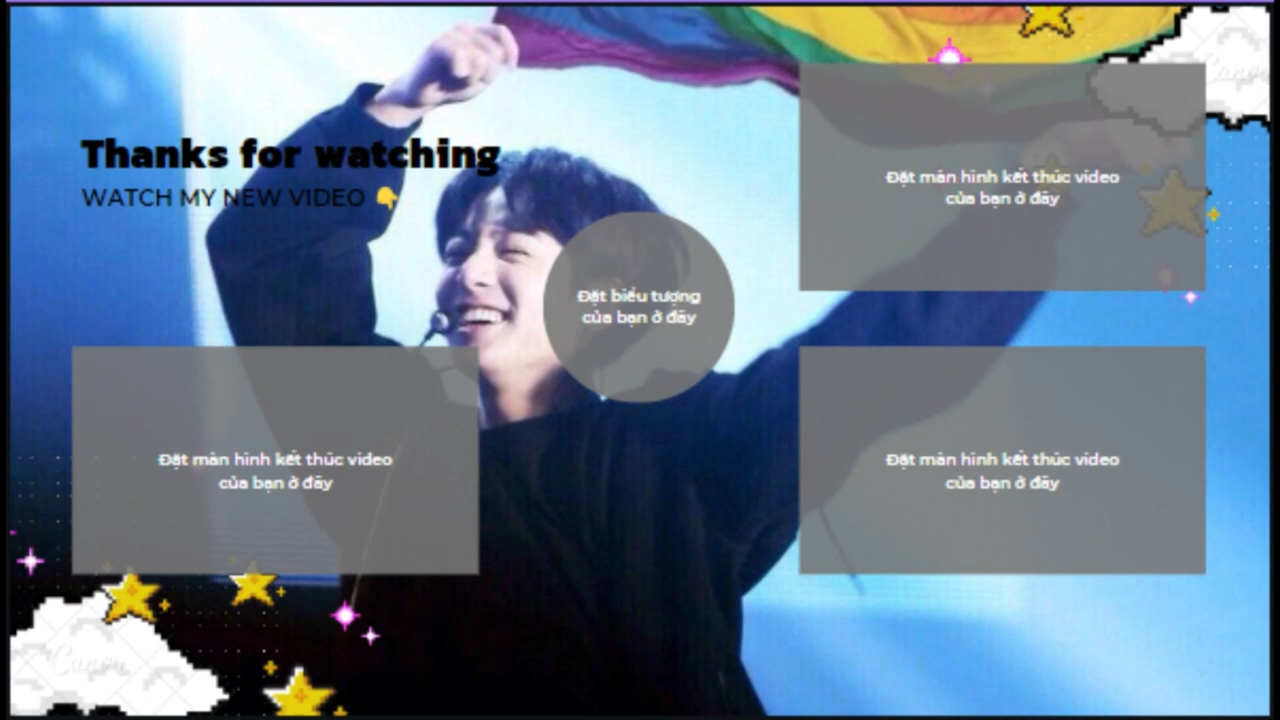 Thanks for watching
WATCH MY NEW VIDEO 👇
Đặt màn hình kết thúc video
của bạn ở đây
Đặt biểu tượng
của bạn ở đây
Đặt màn hình kết thúc video
của bạn ở đây
Đặt màn hình kết thúc video
của bạn ở đây
Canva
Canva